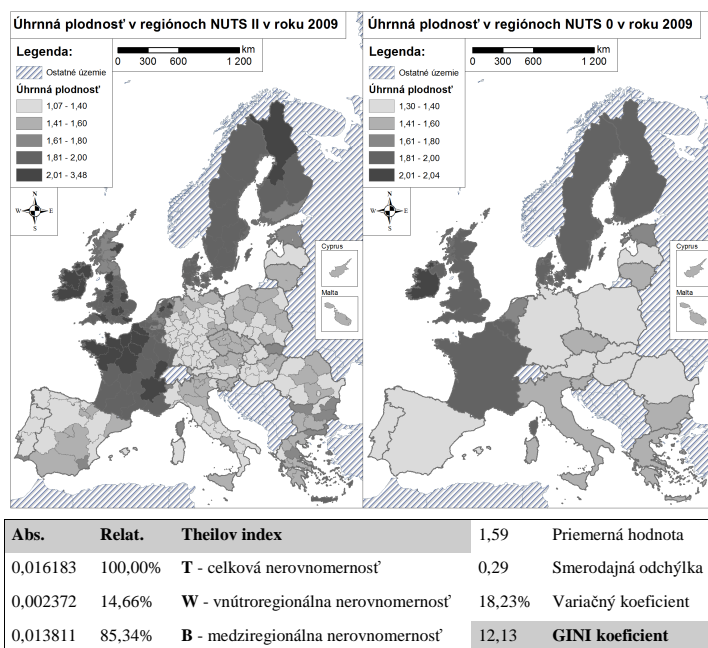 Úhrnná plodnosť v regiónoch NUTS II v roku 2009
Legenda:
km
0 300 600 1 200
Ostatné územie
Úhrnná plodnosť
1,07 - 1,40
1,41 - 1,60
1,61 - 1,80
1,81 - 2,00
2,01 - 3,48
N
W E
S
Cyprus
Malta
Úhrnná plodnosť v regiónoch NUTS 0 v roku 2009
Legenda:
km
0 300 600 1 200
Ostatné územie
Úhrnná plodnosť
1,30 - 1,40
1,41 - 1,60
1,61 - 1,80
1,81 - 2,00
2,01 - 2,04
N
W E
S
Cyprus
Malta
Abs. Relat. Theilov index 1,59 Priemerná hodnota
0,016183 100,00% T - celková nerovnomernosť 0,29 Smerodajná odchýlka
0,002372 14,66% W - vnútroregionálna nerovnomernosť 18,23% Variačný koeficient
0,013811 85,34% B - medziregionálna nerovnomernosť 12,13 GINI koeficient